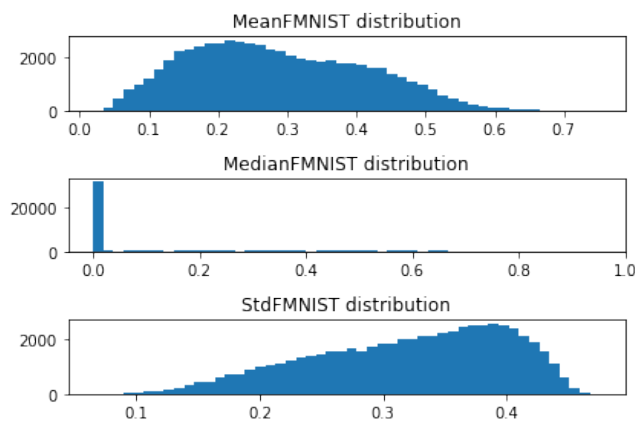 MeanFMNIST distribution
2000
0
0.0 0.1 0.2 0.3 0.4 0.5 0.6 0.7
MedianFMNIST distribution
20000
0
0.0 0.2 0.4 0.6 0.8 1.0
StdFMNIST distribution
2000
0
0.1 0.2 0.3 0.4